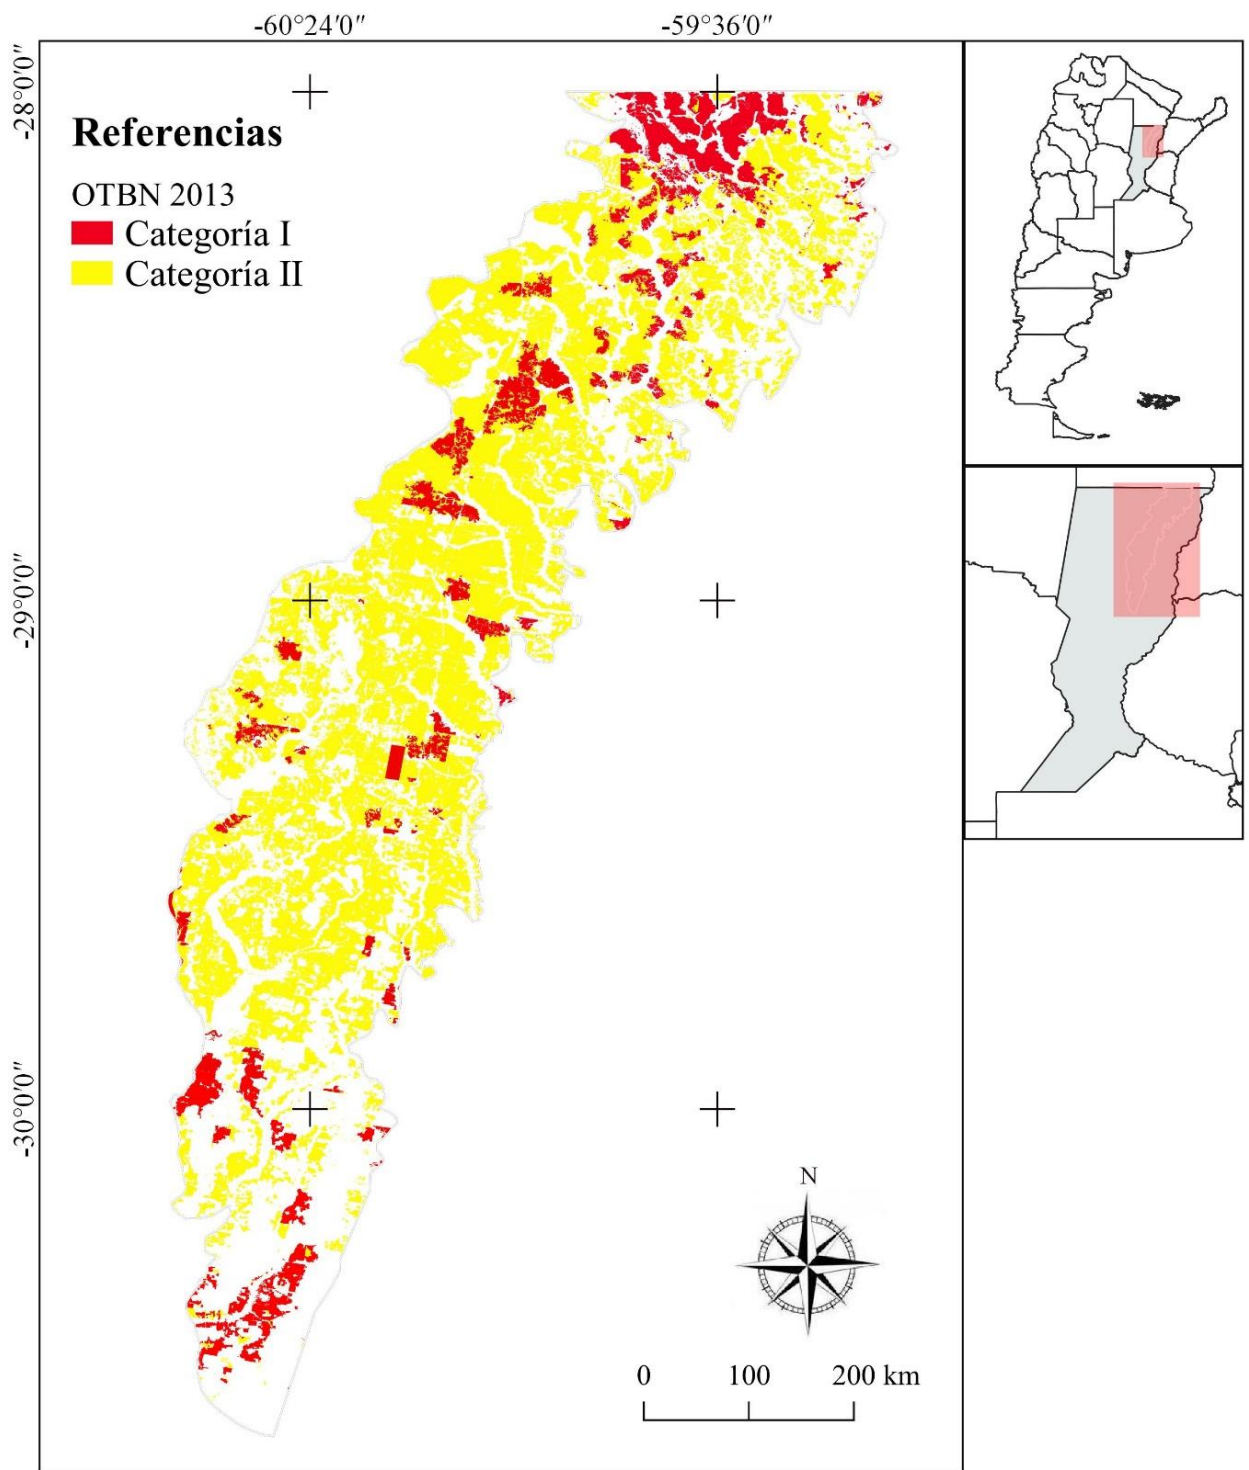 -60°24′0″ -59°36′0″
-28°0′0″
Referencias
OTBN 2013
Categoría I
Categoría II
-29°0′0″
-30°0′0″
N
0 100 200 km